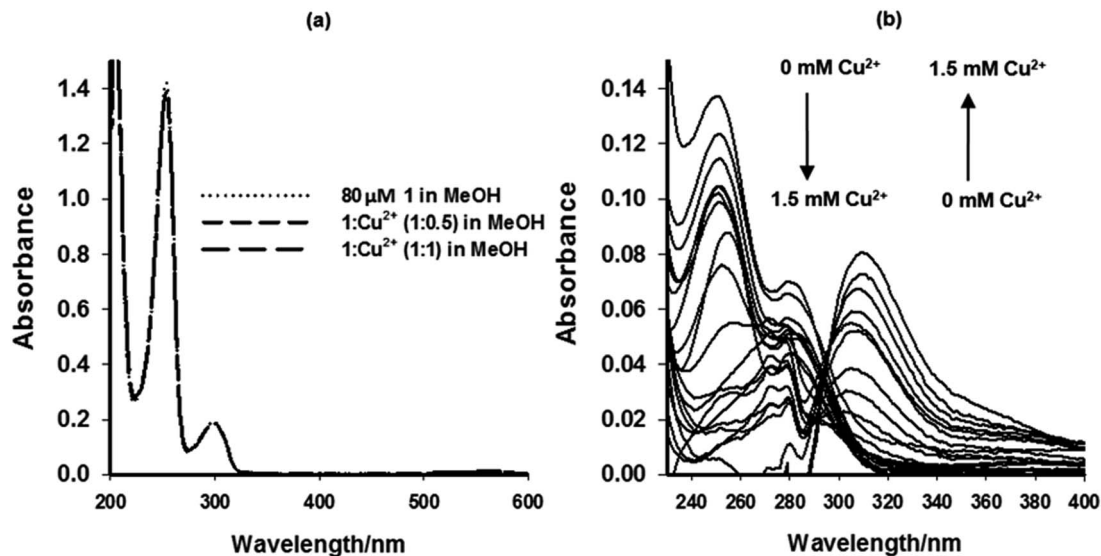 (a)
1.4
1.2
1.0
0.8
0.6
0.4
0.2
0.0
Absorbance
200 300 400 500 600
Wavelength/nm
80 µM 1 in MeOH
1:Cu²⁺ (1:0.5) in MeOH
1:Cu²⁺ (1:1) in MeOH
(b)
0.14
0.12
0.10
0.08
0.06
0.04
0.02
0.00
Absorbance
240 260 280 300 320 340 360 380 400
Wavelength/nm
0 mM Cu²⁺ 1.5 mM Cu²⁺
1.5 mM Cu²⁺ 0 mM Cu²⁺